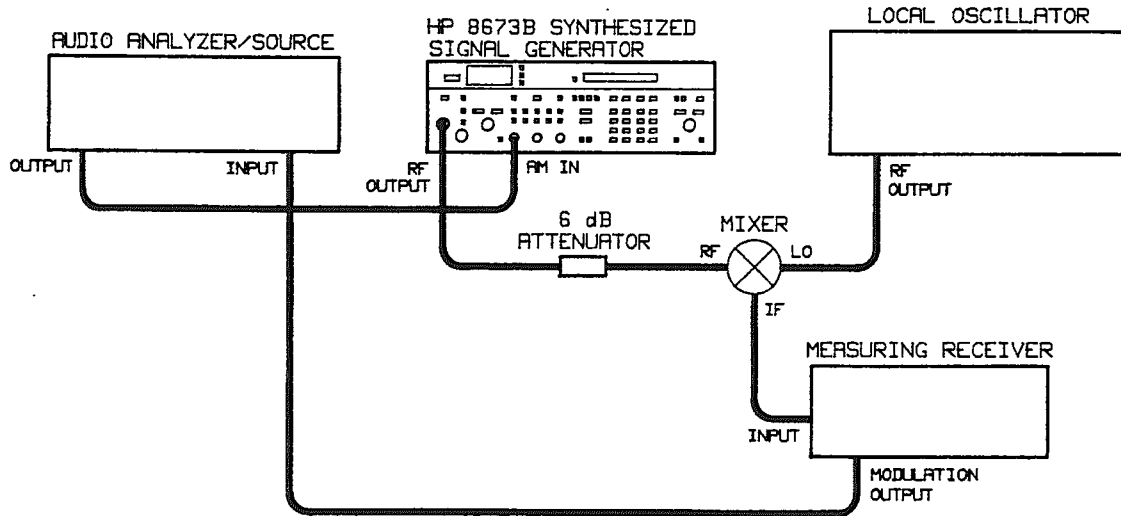 LOCAL OSCILLATOR
HP 8673B SYNTHESIZED
SIGNAL GENERATOR
AUDIO ANALYZER/SOURCE
OUTPUT
INPUT
RF
OUTPUT
AM IN
RF
OUTPUT
6 dB
ATTENUATOR
MIXER
RF
LO
IF
MEASURING RECEIVER
INPUT
MODULATION
OUTPUT